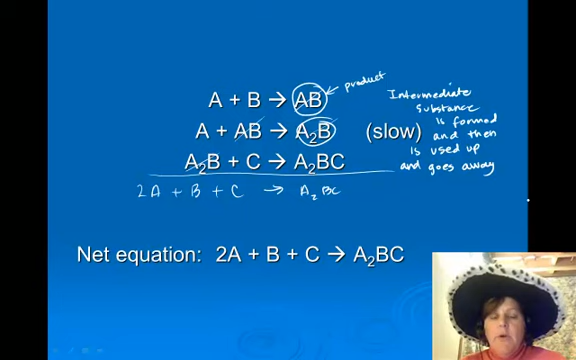 A + B → AB
product
A + AB → A₂B (slow)
A₂B + C → A₂BC
2A + B + C → A₂BC
Intermediate
Substance
is formed
and then
is used up
and goes away
Net equation: 2A + B + C → A₂BC